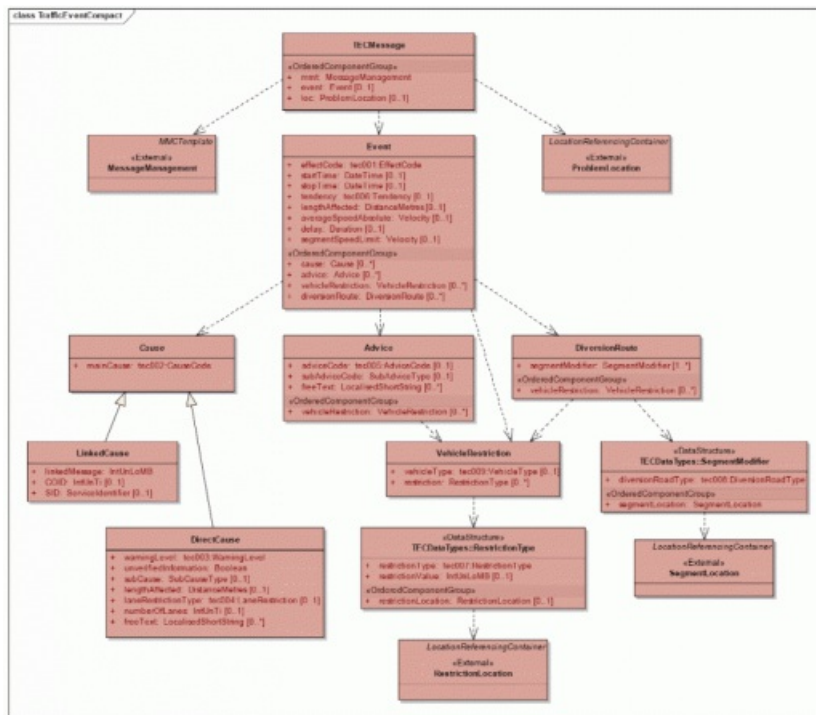 class TrafficEventCompact
TECMessage
«OrderedComponentGroup»
+ mmt: MessageManagement
+ event: Event [0..1]
+ loc: ProblemLocation [0..1]
MMCTemplate
«External»
MessageManagement
Event
+ effectCode: tec001:EffectCode
+ startTime: DateTime [0..1]
+ stopTime: DateTime [0..1]
+ tendency: tec006:Tendency [0..1]
+ lengthAffected: DistanceMetres [0..1]
+ averageSpeedAbsolute: Velocity [0..1]
+ delay: Duration [0..1]
+ segmentSpeedLimit: Velocity [0..1]
«OrderedComponentGroup»
+ cause: Cause [0..*]
+ advice: Advice [0..*]
+ vehicleRestriction: VehicleRestriction [0..*]
+ diversionRoute: DiversionRoute [0..*]
LocationReferencingContainer
«External»
ProblemLocation
Cause
+ mainCause: tec002:CauseCode
Advice
+ adviceCode: tec005:AdviceCode [0..1]
+ subAdviceCode: SubAdviceType [0..1]
+ freeText: LocalisedShortString [0..*]
«OrderedComponentGroup»
+ vehicleRestriction: VehicleRestriction [0..*]
DiversionRoute
+ segmentModifier: SegmentModifier [1..*]
«OrderedComponentGroup»
+ vehicleRestriction: VehicleRestriction [0..*]
LinkedCause
+ linkedMessage: IntUnLoMB
+ COID: IntUnTi [0..1]
+ SID: ServiceIdentifier [0..1]
VehicleRestriction
+ vehicleType: tec009:VehicleType [0..1]
+ restriction: RestrictionType [0..*]
«DataStructure»
TECDataTypes::SegmentModifier
+ diversionRoadType: tec008:DiversionRoadType
«OrderedComponentGroup»
+ segmentLocation: SegmentLocation
DirectCause
+ warningLevel: tec003:WarningLevel
+ unverifiedInformation: Boolean
+ subCause: SubCauseType [0..1]
+ lengthAffected: DistanceMetres [0..1]
+ laneRestrictionType: tec004:LaneRestriction [0..1]
+ numberOfLanes: IntUnTi [0..1]
+ freeText: LocalisedShortString [0..*]
«DataStructure»
TECDataTypes::RestrictionType
+ restrictionType: tec007:RestrictionType
+ restrictionValue: IntUnLoMB [0..1]
«OrderedComponentGroup»
+ restrictionLocation: RestrictionLocation [0..1]
LocationReferencingContainer
«External»
SegmentLocation
LocationReferencingContainer
«External»
RestrictionLocation